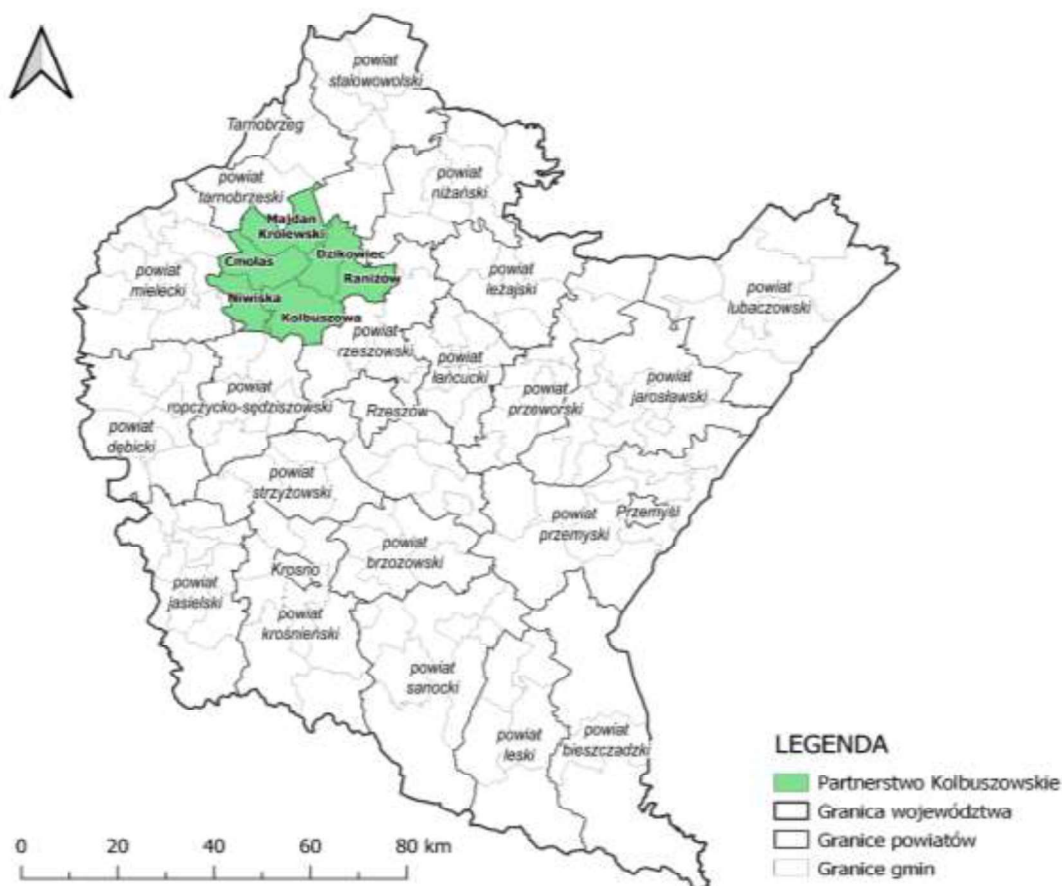 powiat
stalowowolski
Tarnobrzeg
powiat
tarnobrzeski
powiat
niżański
Majdan
Królewski
Dzikowiec
Cmolas
Raniżów
powiat
mielecki
Niwiska
Kolbuszowa
powiat
leżajski
powiat
lubaczowski
powiat
rzeszowski
powiat
łańcucki
powiat
ropczycko-sędziszowski
Rzeszów
powiat
przeworski
powiat
jarosławski
powiat
dębicki
powiat
strzyżowski
Przemyśl
powiat
przemyski
powiat
brzozowski
Krosno
powiat
jasielski
powiat
krośnieński
powiat
sanocki
powiat
leski
powiat
bieszczadzki
LEGENDA
Partnerstwo Kolbuszowskie
Granica województwa
Granice powiatów
Granice gmin
0 20 40 60 80 km